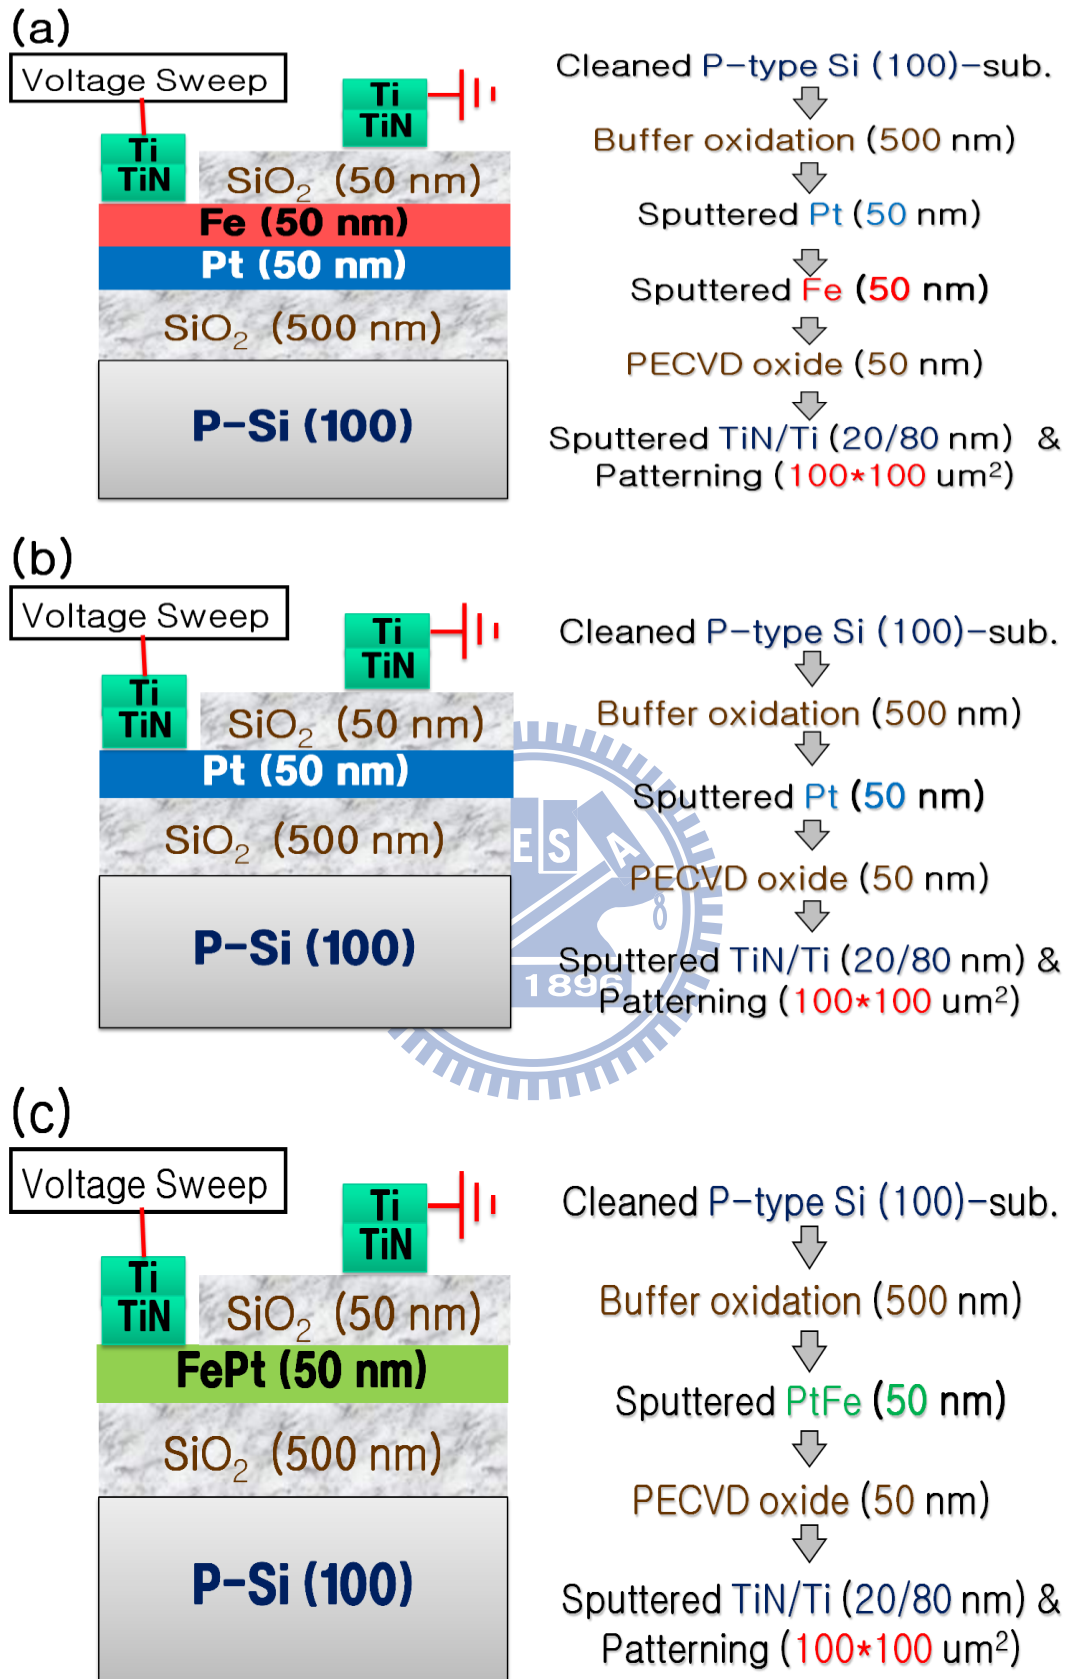 (a)
Voltage Sweep
Ti
TiN
Ti
TiN
SiO₂ (50 nm)
Fe (50 nm)
Pt (50 nm)
SiO₂ (500 nm)
P-Si (100)
Cleaned P-type Si (100)-sub.
Buffer oxidation (500 nm)
Sputtered Pt (50 nm)
Sputtered Fe (50 nm)
PECVD oxide (50 nm)
Sputtered TiN/Ti (20/80 nm) &
Patterning (100*100 um²)
(b)
Voltage Sweep
Ti
TiN
Ti
TiN
SiO₂ (50 nm)
Pt (50 nm)
SiO₂ (500 nm)
P-Si (100)
Cleaned P-type Si (100)-sub.
Buffer oxidation (500 nm)
Sputtered Pt (50 nm)
PECVD oxide (50 nm)
Sputtered TiN/Ti (20/80 nm) &
Patterning (100*100 um²)
E S A
1896
(c)
Voltage Sweep
Ti
TiN
Ti
TiN
SiO₂ (50 nm)
FePt (50 nm)
SiO₂ (500 nm)
P-Si (100)
Cleaned P-type Si (100)-sub.
Buffer oxidation (500 nm)
Sputtered PtFe (50 nm)
PECVD oxide (50 nm)
Sputtered TiN/Ti (20/80 nm) &
Patterning (100*100 um²)